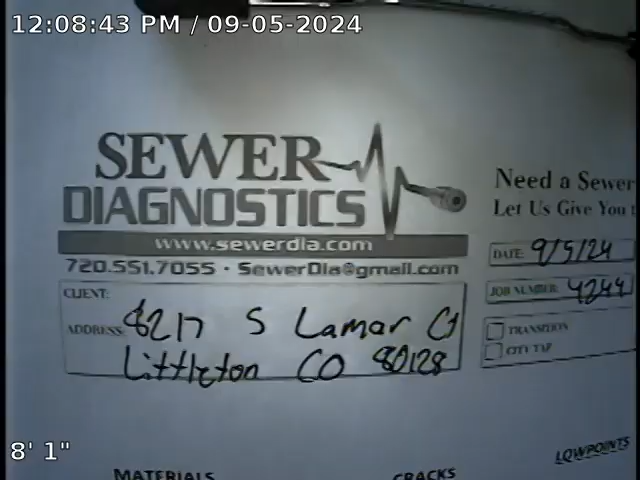 12:08:43 PM / 09-05-2024
SEWER
DIAGNOSTICS
www.sewerdia.com
720.551.7055 · SewerDia@gmail.com
Need a Sewer
Let Us Give You
DATE: 9/5/24
JOB NUMBER: 4244
CLIENT:
ADDRESS: 8217 S Lamar Ct
Littleton CO 80128
TRANSITION
CITY TAP
8' 1"
LOWPOINTS
MATERIALS
CRACKS